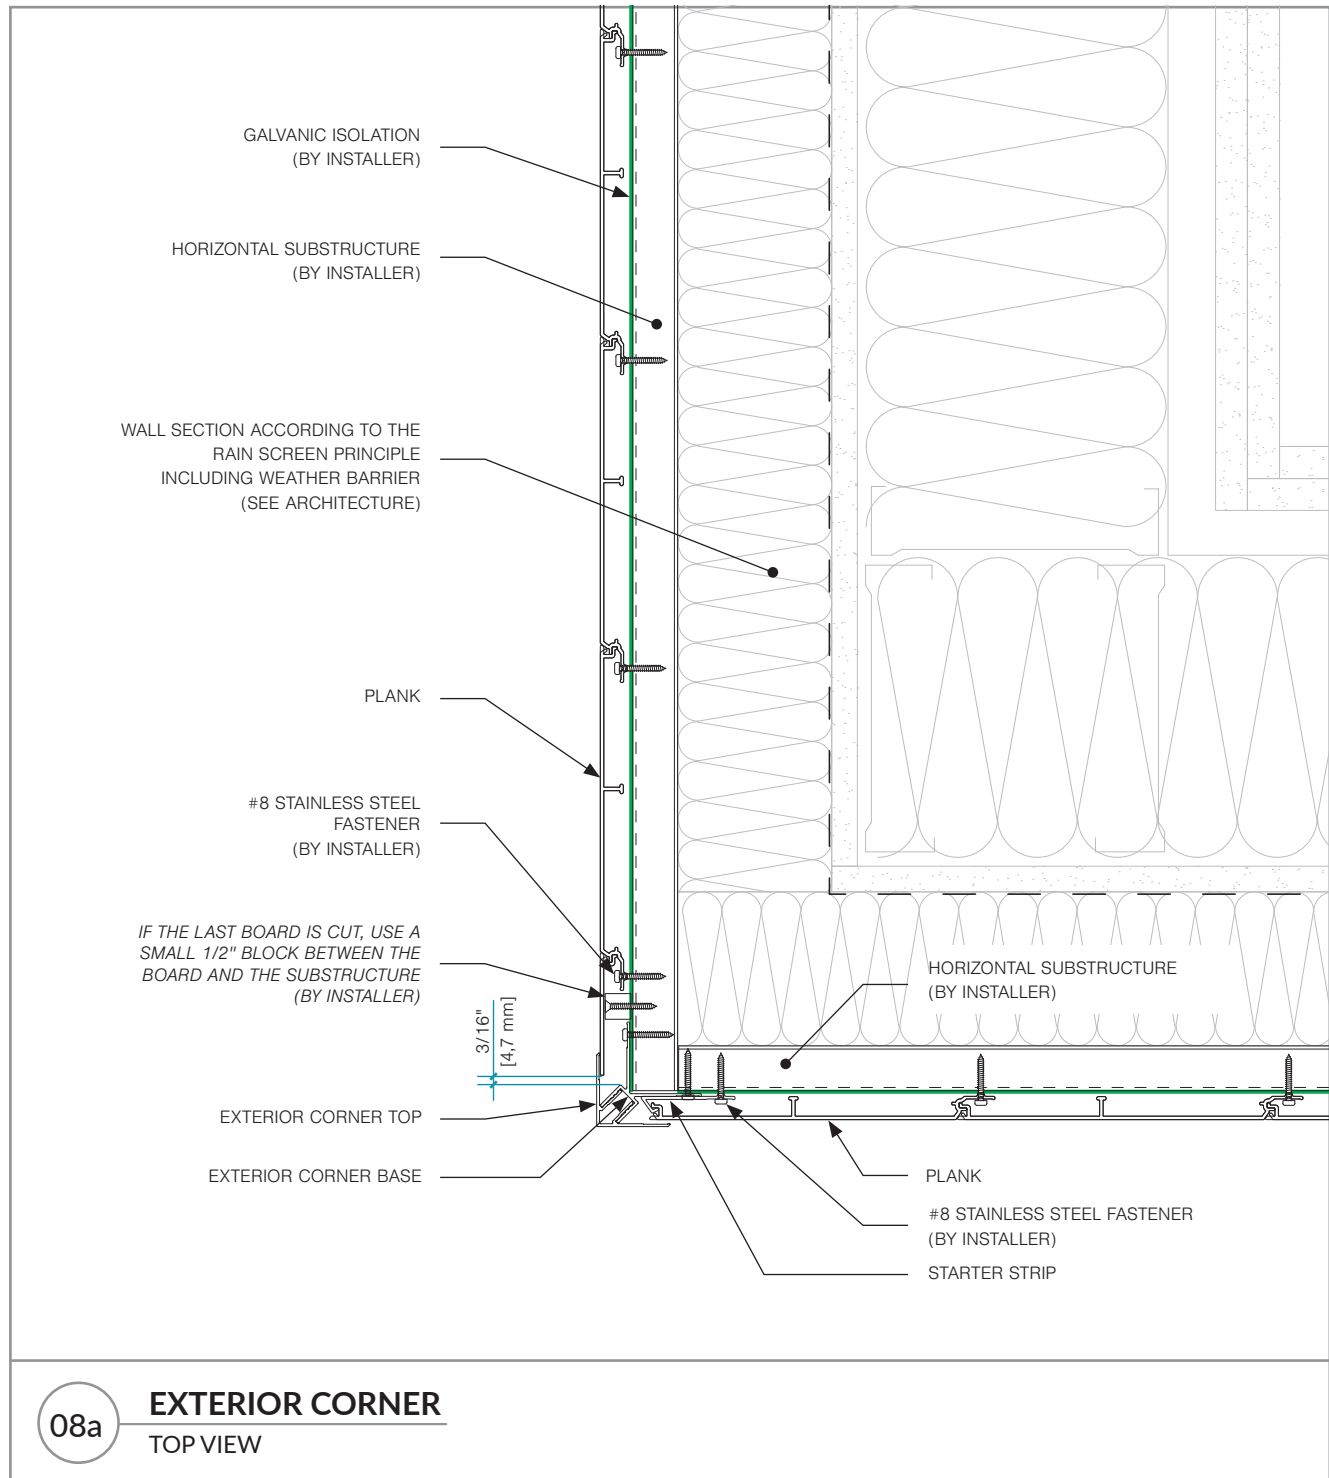 GALVANIC ISOLATION
(BY INSTALLER)
HORIZONTAL SUBSTRUCTURE
(BY INSTALLER)
WALL SECTION ACCORDING TO THE
RAIN SCREEN PRINCIPLE
INCLUDING WEATHER BARRIER
(SEE ARCHITECTURE)
PLANK
#8 STAINLESS STEEL
FASTENER
(BY INSTALLER)
IF THE LAST BOARD IS CUT, USE A
SMALL 1/2" BLOCK BETWEEN THE
BOARD AND THE SUBSTRUCTURE
(BY INSTALLER)
3/16"
[4,7 mm]
EXTERIOR CORNER TOP
EXTERIOR CORNER BASE
HORIZONTAL SUBSTRUCTURE
(BY INSTALLER)
PLANK
#8 STAINLESS STEEL FASTENER
(BY INSTALLER)
STARTER STRIP
08a
EXTERIOR CORNER
TOP VIEW